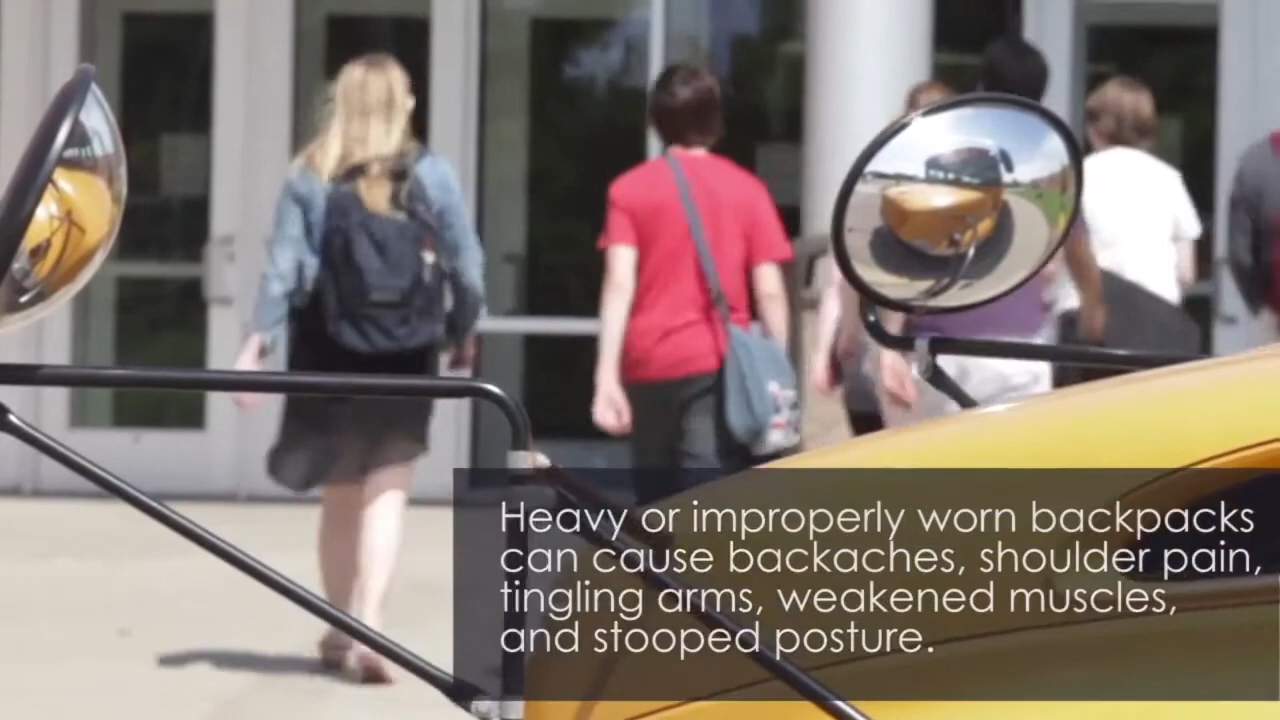 Heavy or improperly worn backpacks
can cause backaches, shoulder pain,
tingling arms, weakened muscles,
and stooped posture.